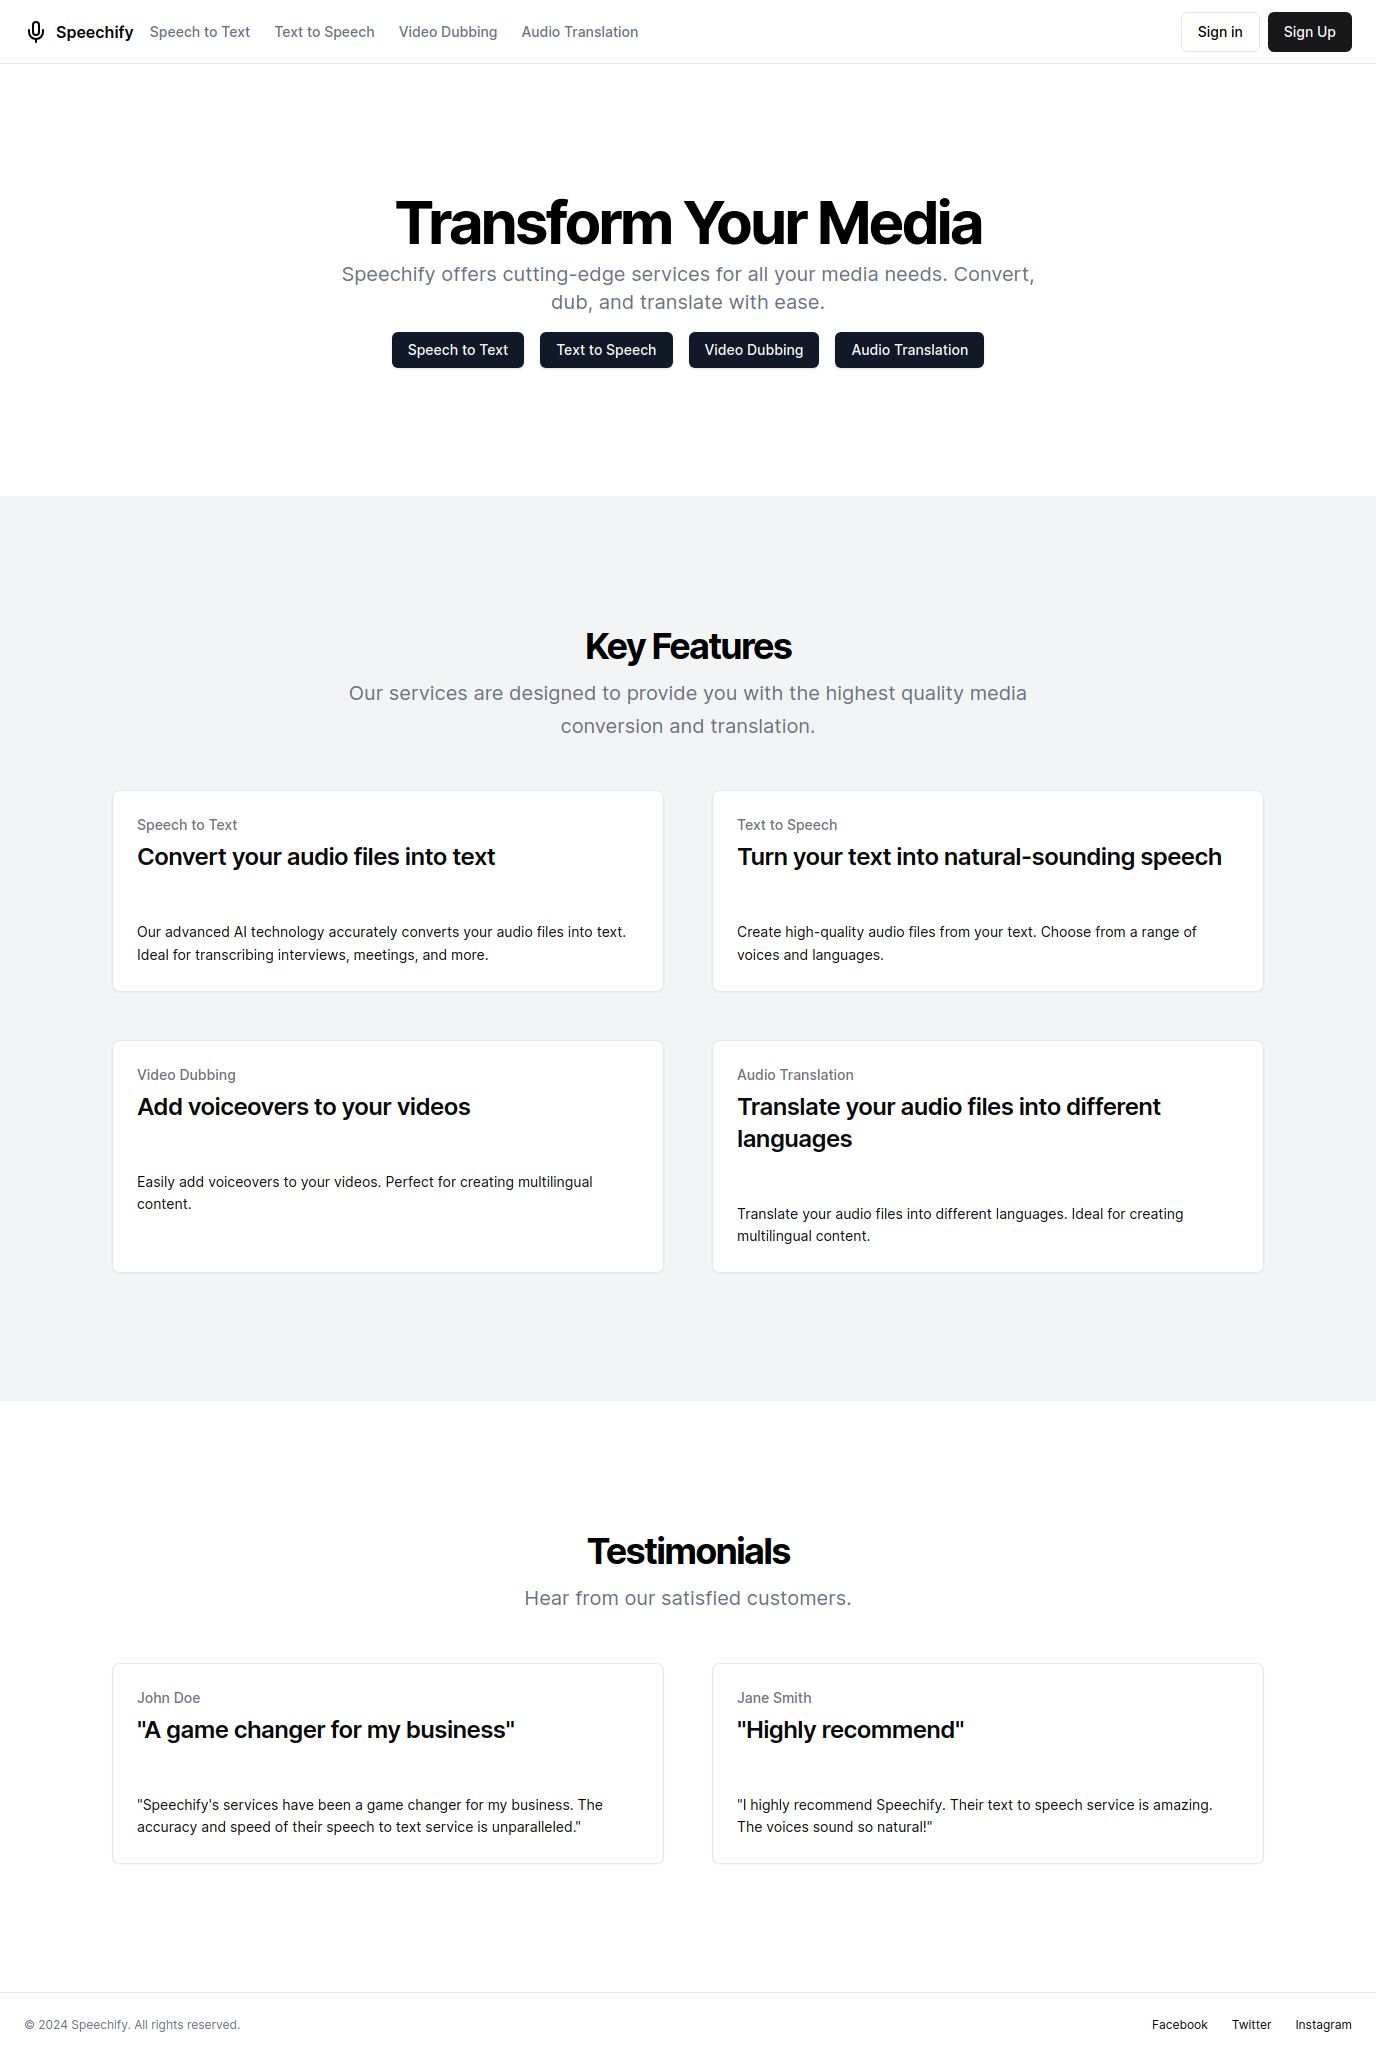 Speechify Speech to Text Text to Speech Video Dubbing Audio Translation Sign in Sign Up
Transform Your Media
Speechify offers cutting-edge services for all your media needs. Convert,
dub, and translate with ease.
Speech to Text Text to Speech Video Dubbing Audio Translation
Key Features
Our services are designed to provide you with the highest quality media
conversion and translation.
Speech to Text
Convert your audio files into text
Our advanced AI technology accurately converts your audio files into text.
Ideal for transcribing interviews, meetings, and more.
Text to Speech
Turn your text into natural-sounding speech
Create high-quality audio files from your text. Choose from a range of
voices and languages.
Video Dubbing
Add voiceovers to your videos
Easily add voiceovers to your videos. Perfect for creating multilingual
content.
Audio Translation
Translate your audio files into different
languages
Translate your audio files into different languages. Ideal for creating
multilingual content.
Testimonials
Hear from our satisfied customers.
John Doe
"A game changer for my business"
"Speechify's services have been a game changer for my business. The
accuracy and speed of their speech to text service is unparalleled."
Jane Smith
"Highly recommend"
"I highly recommend Speechify. Their text to speech service is amazing.
The voices sound so natural!"
© 2024 Speechify. All rights reserved. Facebook Twitter Instagram